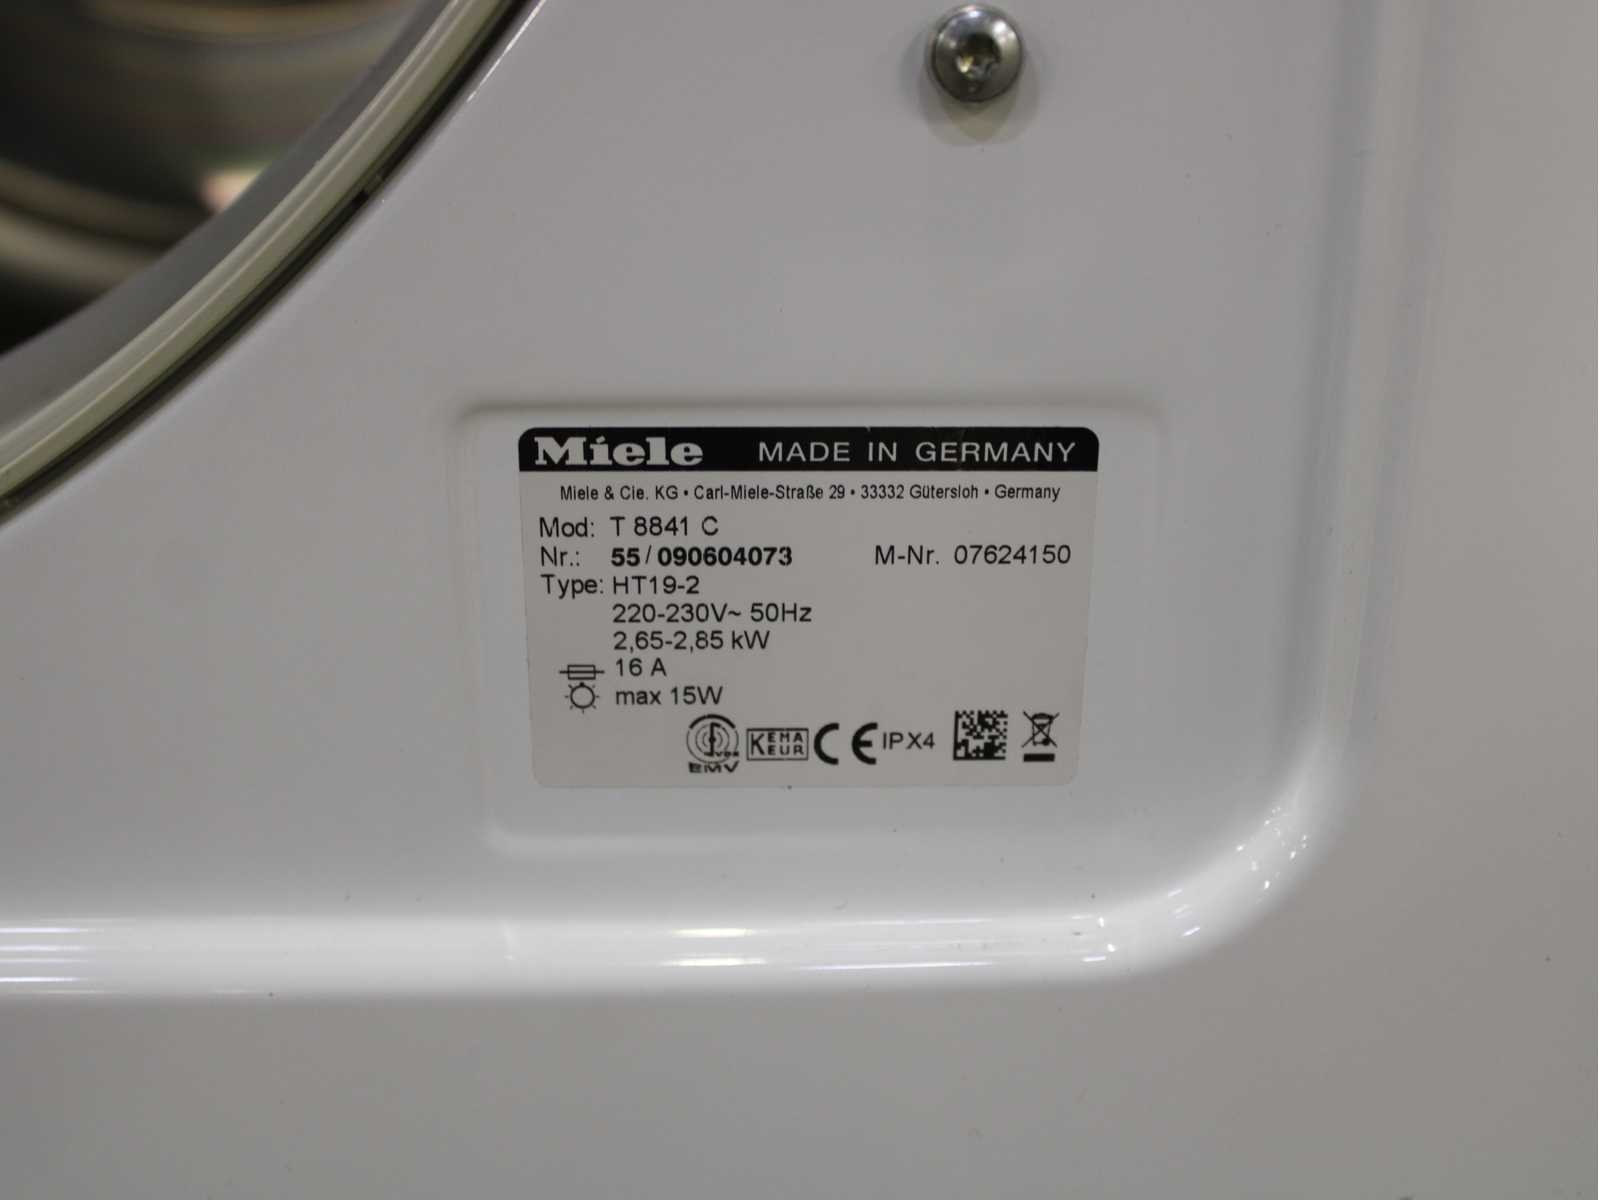 Miele MADE IN GERMANY
Miele & Cie. KG • Carl-Miele-Straße 29 • 33332 Gütersloh • Germany
Mod: T 8841 C
Nr.: 55/090604073 M-Nr. 07624150
Type: HT19-2
220-230V~ 50Hz
2,65-2,85 kW
16 A
max 15W
VDE
EMV
KEMA
KEUR
CE IPX4